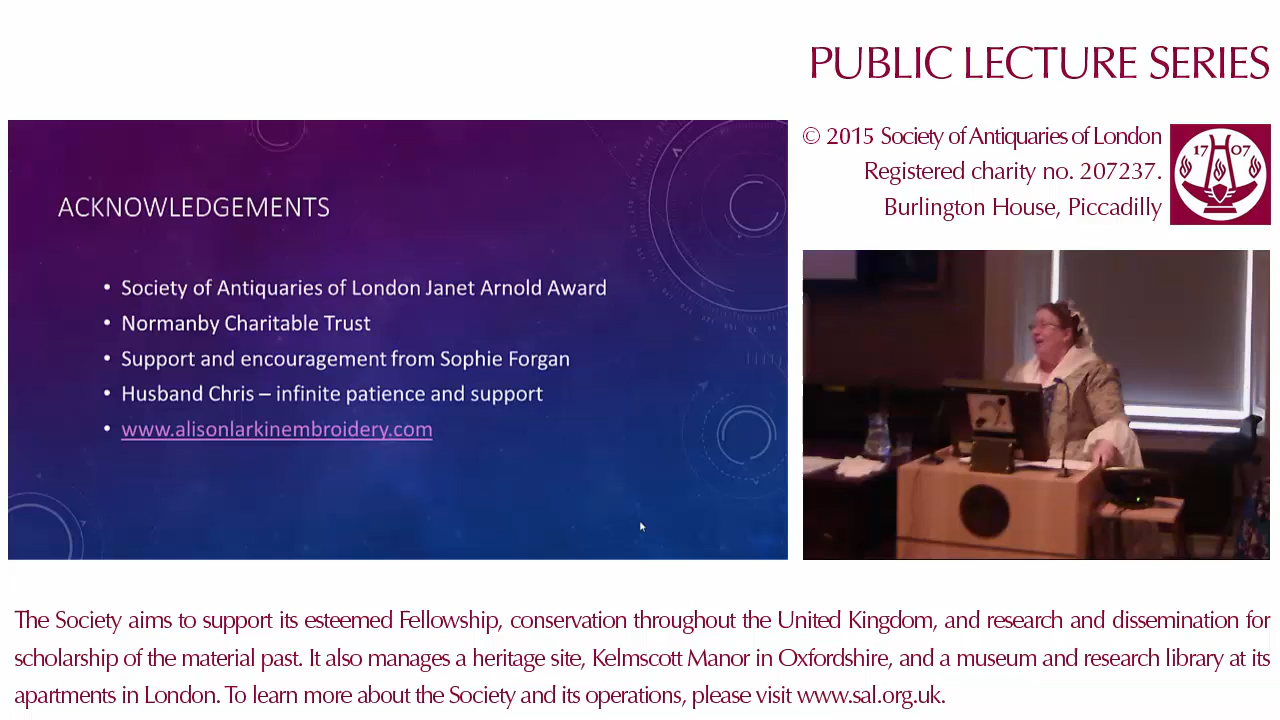 PUBLIC LECTURE SERIES
© 2015 Society of Antiquaries of London
Registered charity no. 207237.
Burlington House, Piccadilly
1707
ACKNOWLEDGEMENTS
• Society of Antiquaries of London Janet Arnold Award
• Normanby Charitable Trust
• Support and encouragement from Sophie Forgan
• Husband Chris – infinite patience and support
• www.alisonlarkinembroidery.com
The Society aims to support its esteemed Fellowship, conservation throughout the United Kingdom, and research and dissemination for
scholarship of the material past. It also manages a heritage site, Kelmscott Manor in Oxfordshire, and a museum and research library at its
apartments in London. To learn more about the Society and its operations, please visit www.sal.org.uk.